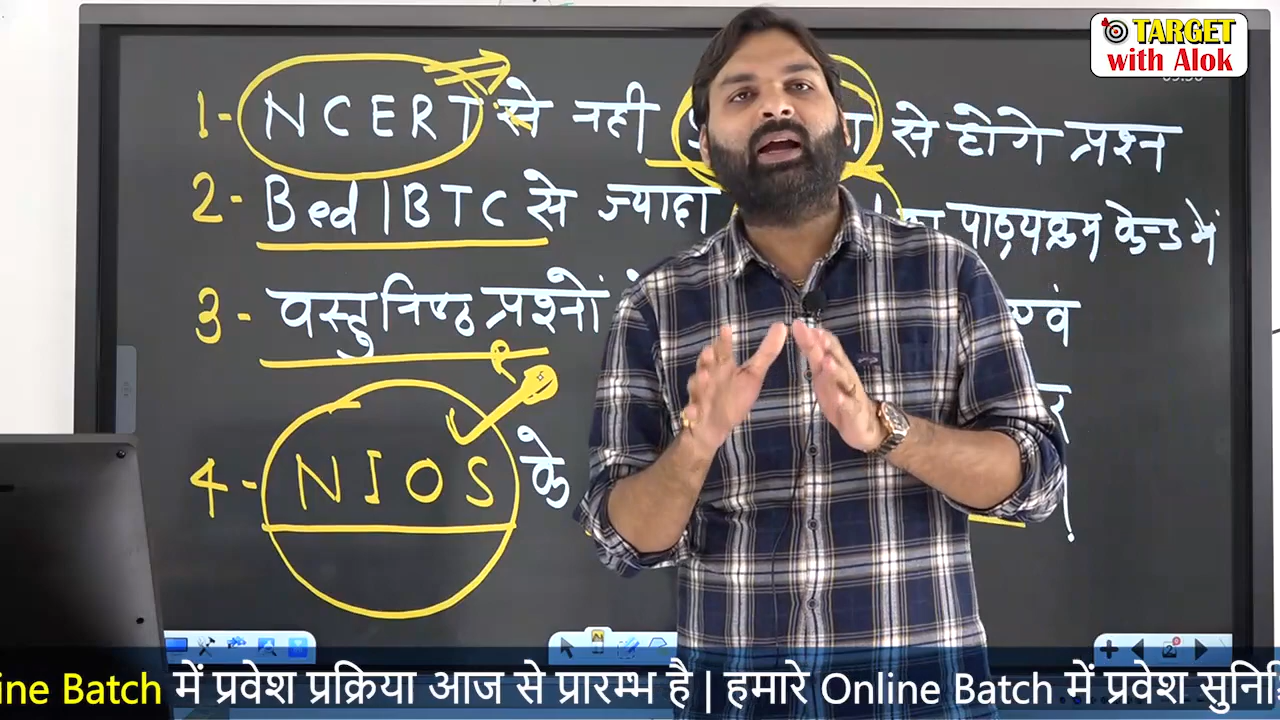 TARGET
with Alok
1- NCERT से नही से होंगे प्रश्न
2- Bed|BTC से ज्यादा का पाठ्यक्रम केन्द्र में
3- वस्तुनिष्ठ प्रश्नों एवं
4- NIOS के
Batch में प्रवेश प्रक्रिया आज से प्रारम्भ है | हमारे Online Batch में प्रवेश